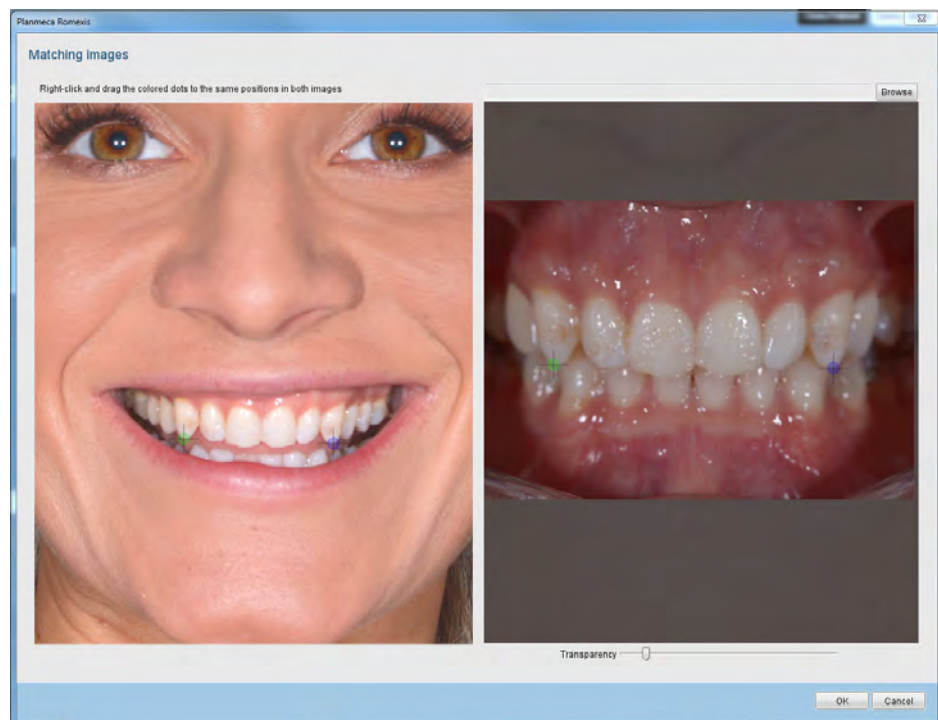 Planmeca Romexis
Matching images
Right-click and drag the colored dots to the same positions in both images
Browse
Transparency
OK
Cancel